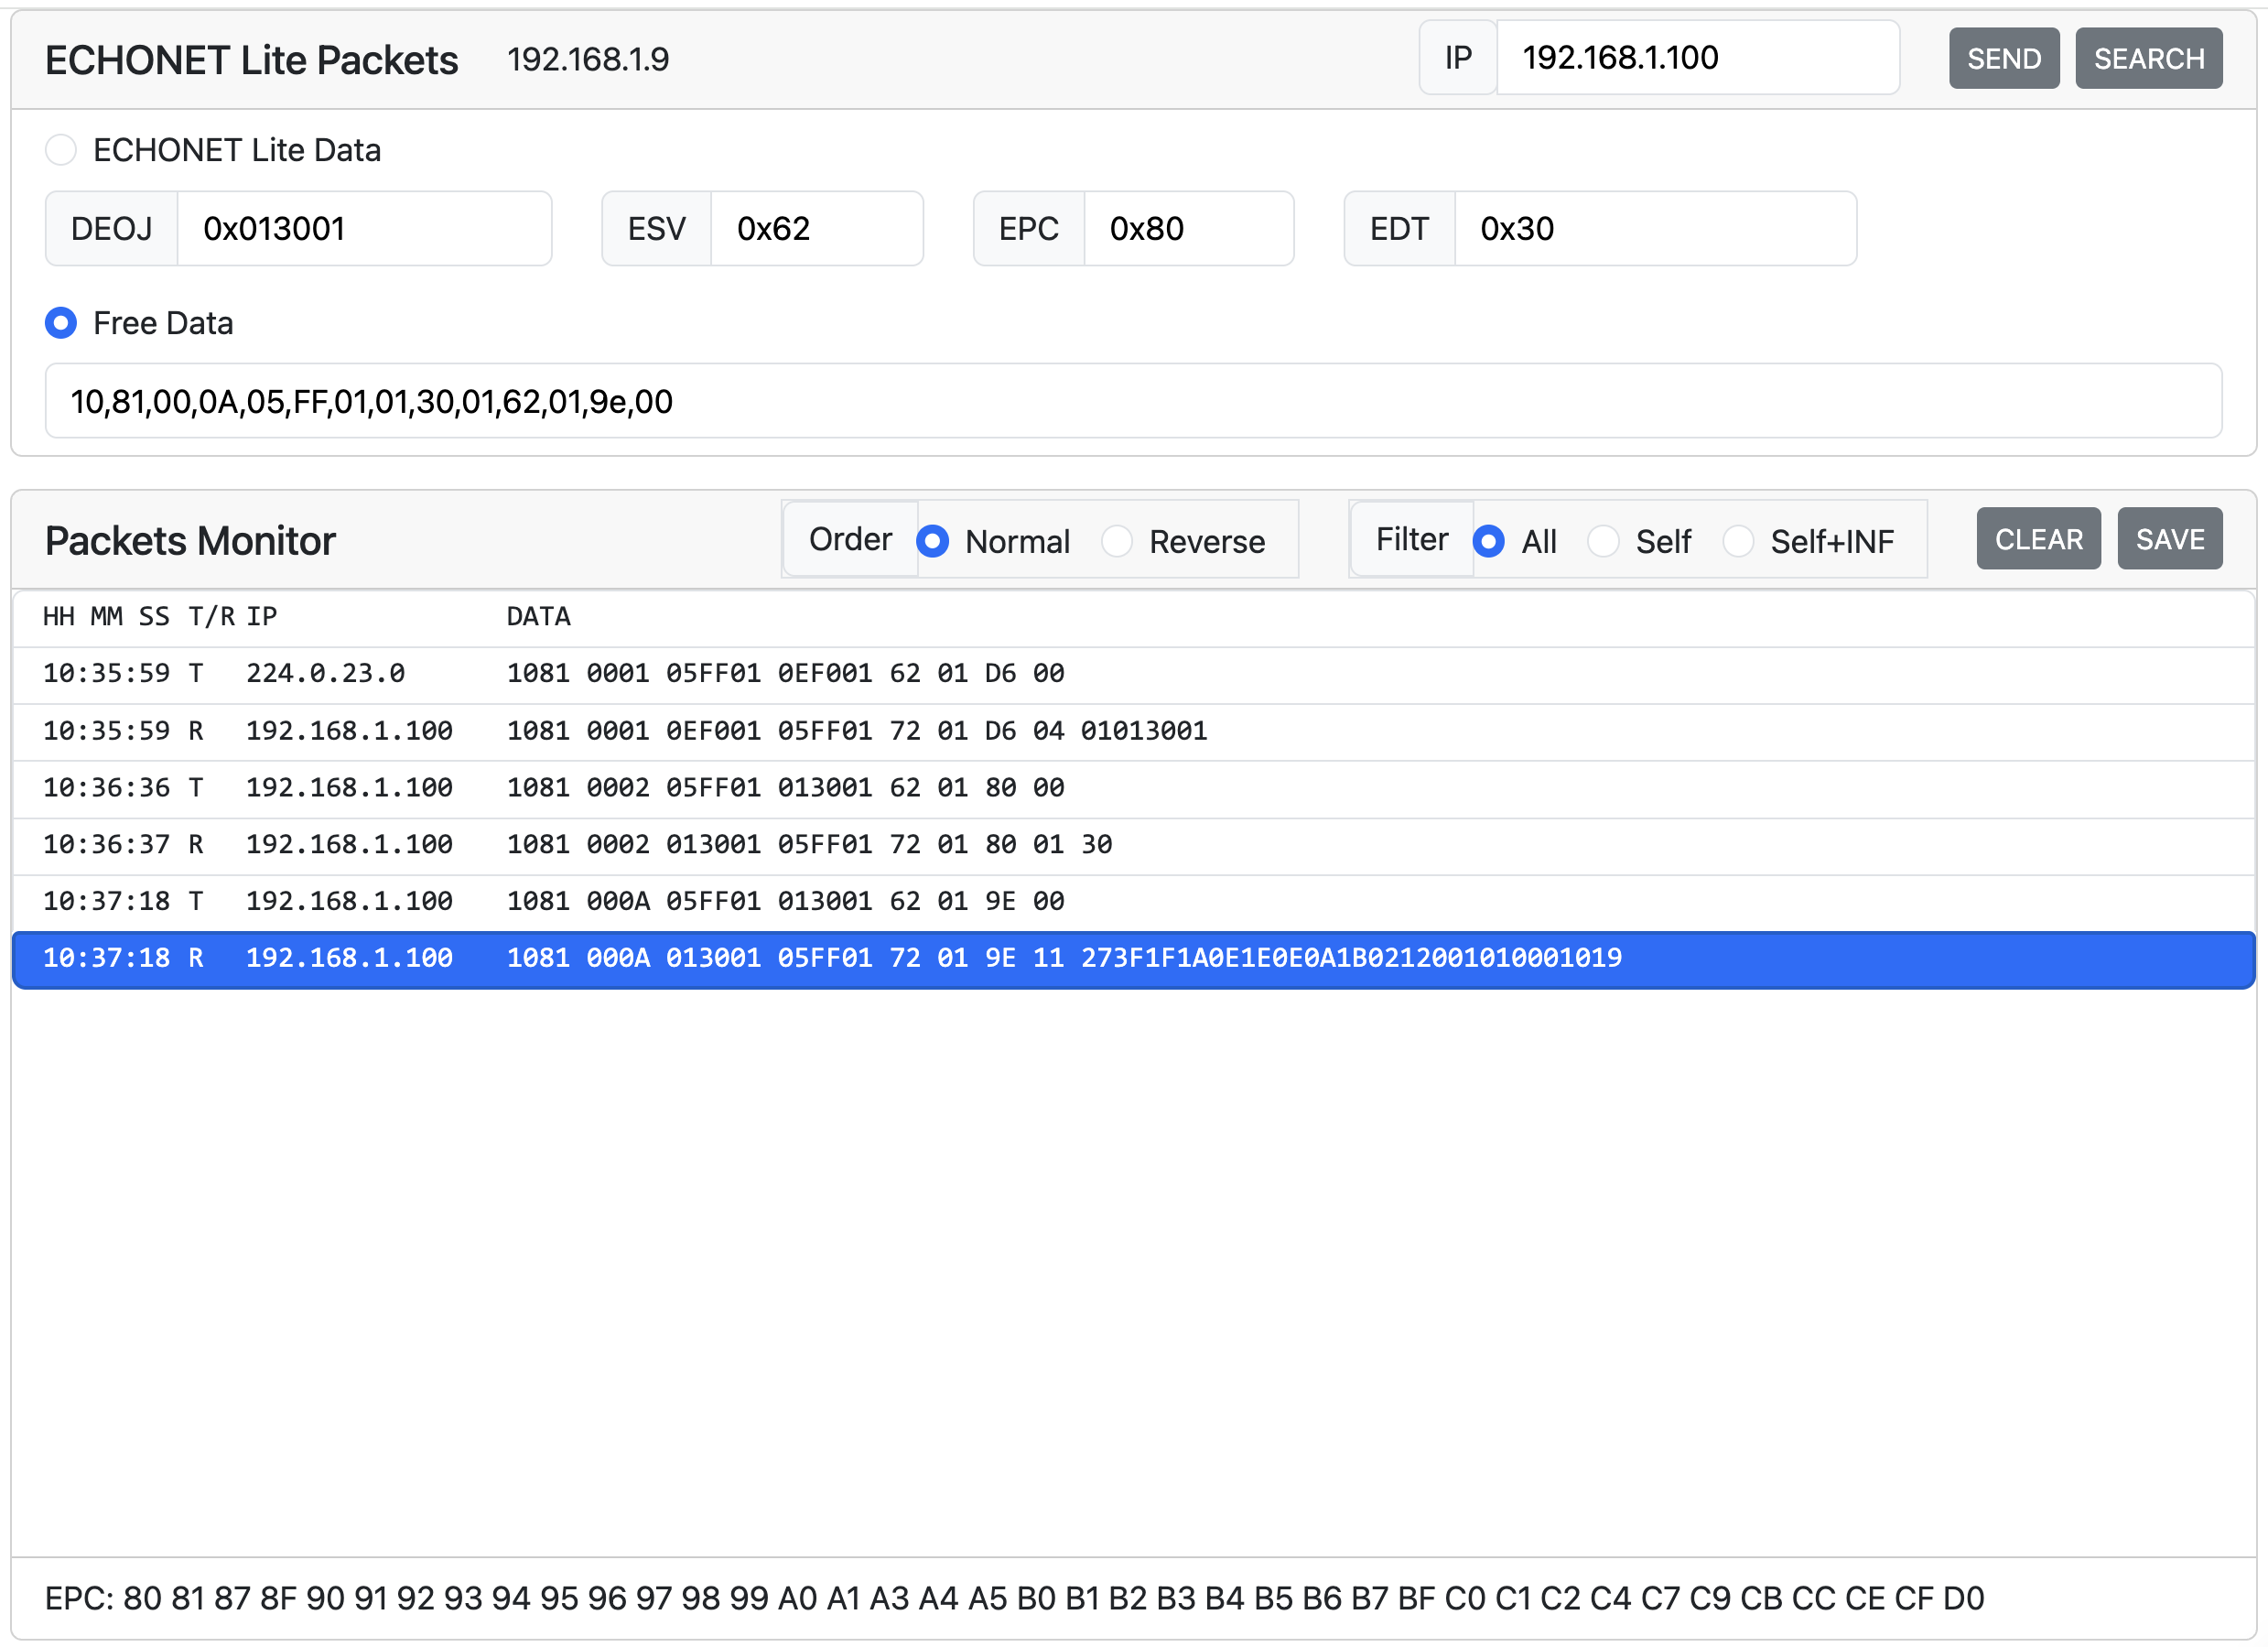 ECHONET Lite Packets 192.168.1.9 IP 192.168.1.100 SEND SEARCH
ECHONET Lite Data
DEOJ 0x013001 ESV 0x62 EPC 0x80 EDT 0x30
Free Data
10,81,00,0A,05,FF,01,01,30,01,62,01,9e,00
Packets Monitor Order Normal Reverse Filter All Self Self+INF CLEAR SAVE
HH MM SS T/R IP DATA
10:35:59 T 224.0.23.0 1081 0001 05FF01 0EF001 62 01 D6 00
10:35:59 R 192.168.1.100 1081 0001 0EF001 05FF01 72 01 D6 04 01013001
10:36:36 T 192.168.1.100 1081 0002 05FF01 013001 62 01 80 00
10:36:37 R 192.168.1.100 1081 0002 013001 05FF01 72 01 80 01 30
10:37:18 T 192.168.1.100 1081 000A 05FF01 013001 62 01 9E 00
10:37:18 R 192.168.1.100 1081 000A 013001 05FF01 72 01 9E 11 273F1F1A0E1E0E0A1B0212001010001019
EPC: 80 81 87 8F 90 91 92 93 94 95 96 97 98 99 A0 A1 A3 A4 A5 B0 B1 B2 B3 B4 B5 B6 B7 BF C0 C1 C2 C4 C7 C9 CB CC CE CF D0